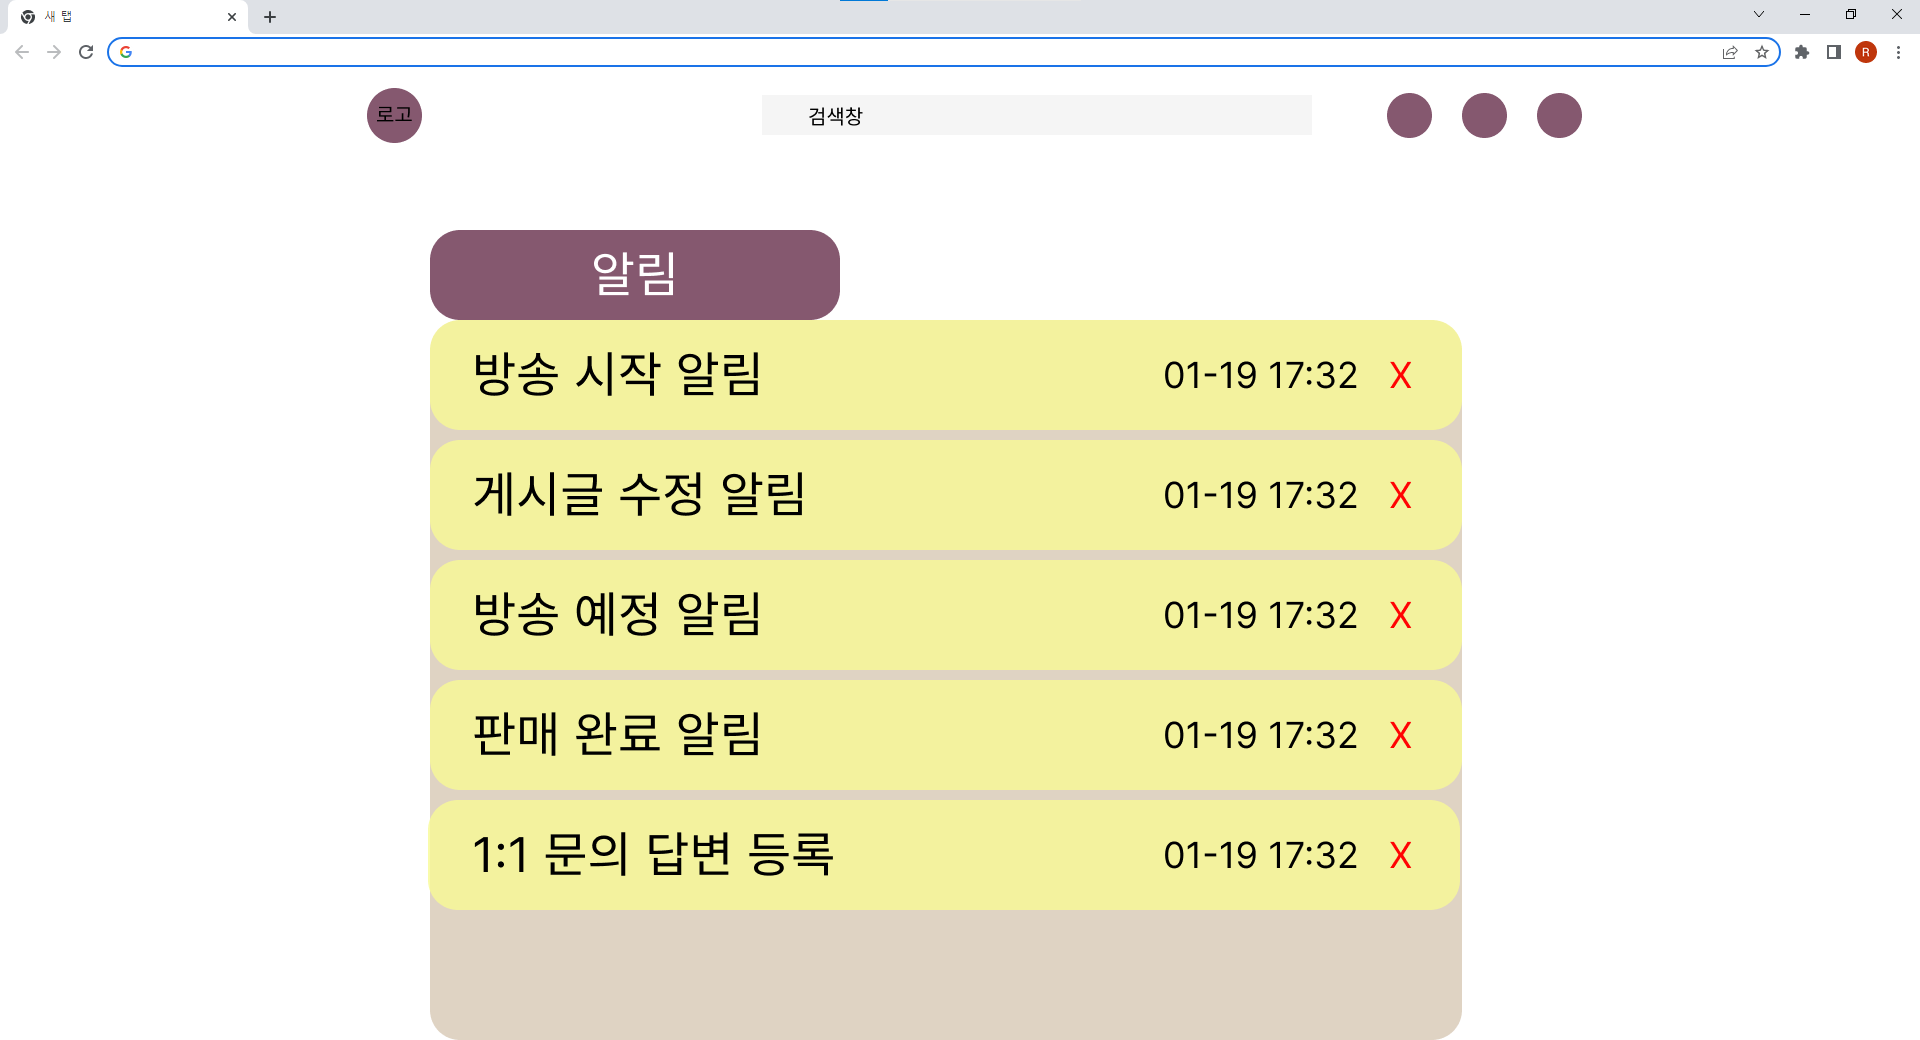 새 탭
R
로고
검색창
알림
방송 시작 알림 01-19 17:32 X
게시글 수정 알림 01-19 17:32 X
방송 예정 알림 01-19 17:32 X
판매 완료 알림 01-19 17:32 X
1:1 문의 답변 등록 01-19 17:32 X